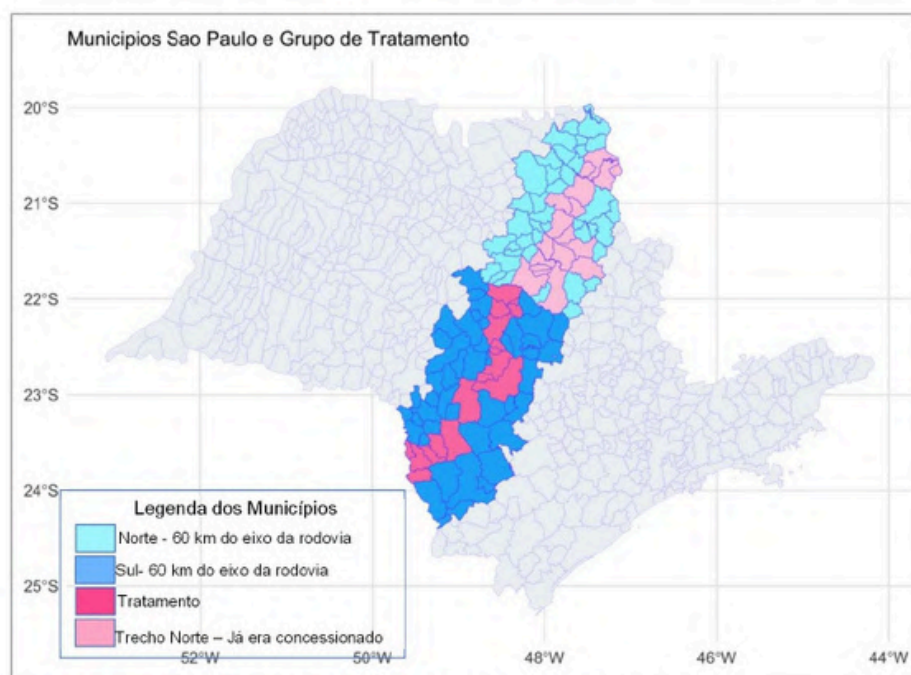 Municipios Sao Paulo e Grupo de Tratamento
20°S
21°S
22°S
23°S
24°S
25°S
Legenda dos Municípios
Norte - 60 km do eixo da rodovia
Sul- 60 km do eixo da rodovia
Tratamento
Trecho Norte – Já era concessionado
52°W
50°W
48°W
46°W
44°W